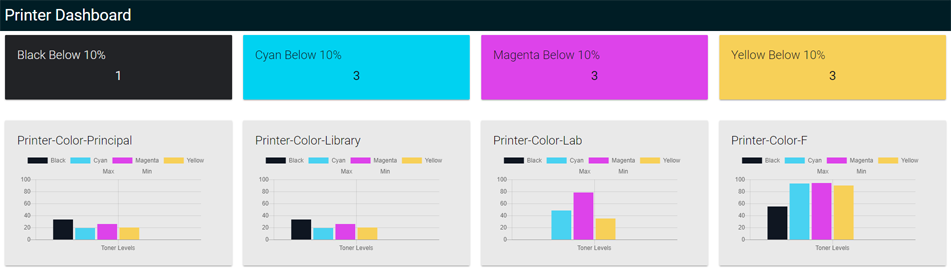 Printer Dashboard
Black Below 10%
1
Cyan Below 10%
3
Magenta Below 10%
3
Yellow Below 10%
3
Printer-Color-Principal
Black Cyan Magenta Yellow
Max Min
100
80
60
40
20
0
Toner Levels
Printer-Color-Library
Black Cyan Magenta Yellow
Max Min
100
80
60
40
20
0
Toner Levels
Printer-Color-Lab
Black Cyan Magenta Yellow
Max Min
100
80
60
40
20
0
Toner Levels
Printer-Color-F
Black Cyan Magenta Yellow
Max Min
100
80
60
40
20
0
Toner Levels